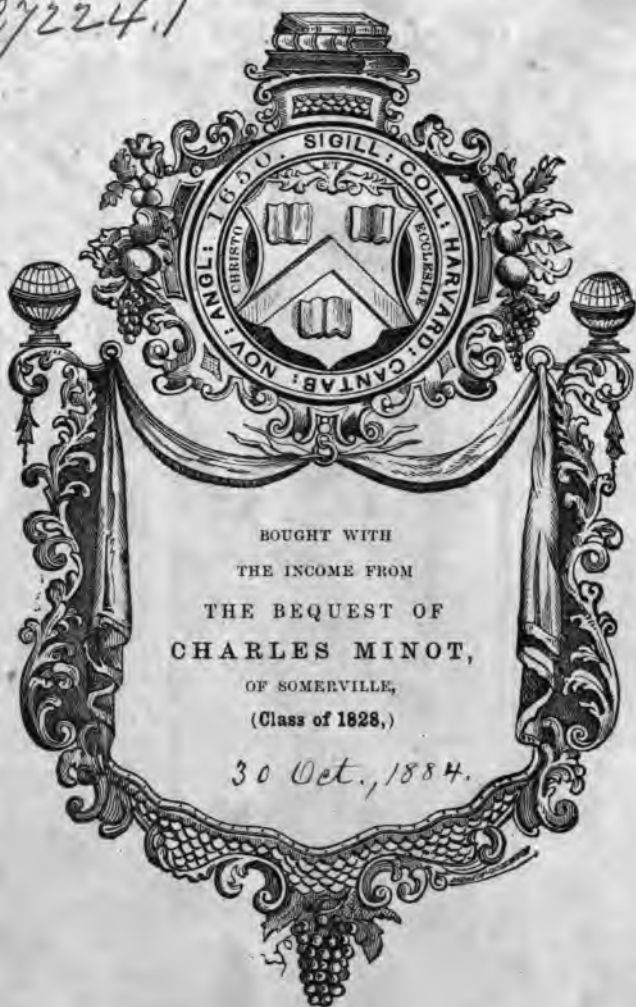 27224.1
SIGILL: COLL: HARVARD: CANTAB: NOV: ANGL: 1650.
CHRISTO
ET
ECCLESIAE
BOUGHT WITH
THE INCOME FROM
THE BEQUEST OF
CHARLES MINOT,
OF SOMERVILLE,
(Class of 1828,)
30 Oct., 1884.